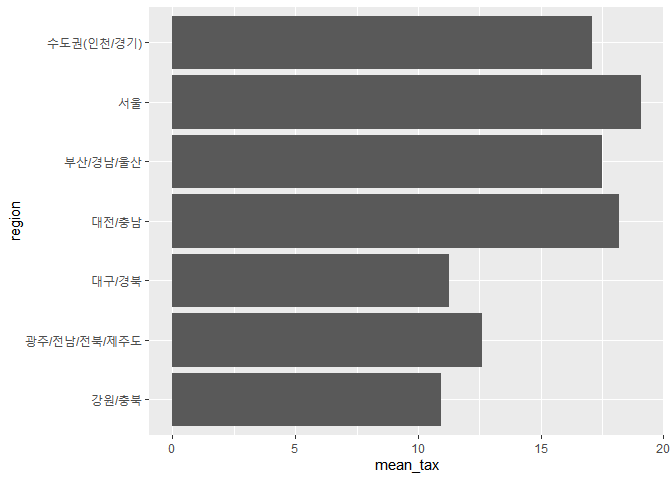 수도권(인천/경기)
서울
부산/경남/울산
대전/충남
대구/경북
광주/전남/전북/제주도
강원/충북
region
0 5 10 15 20
mean_tax